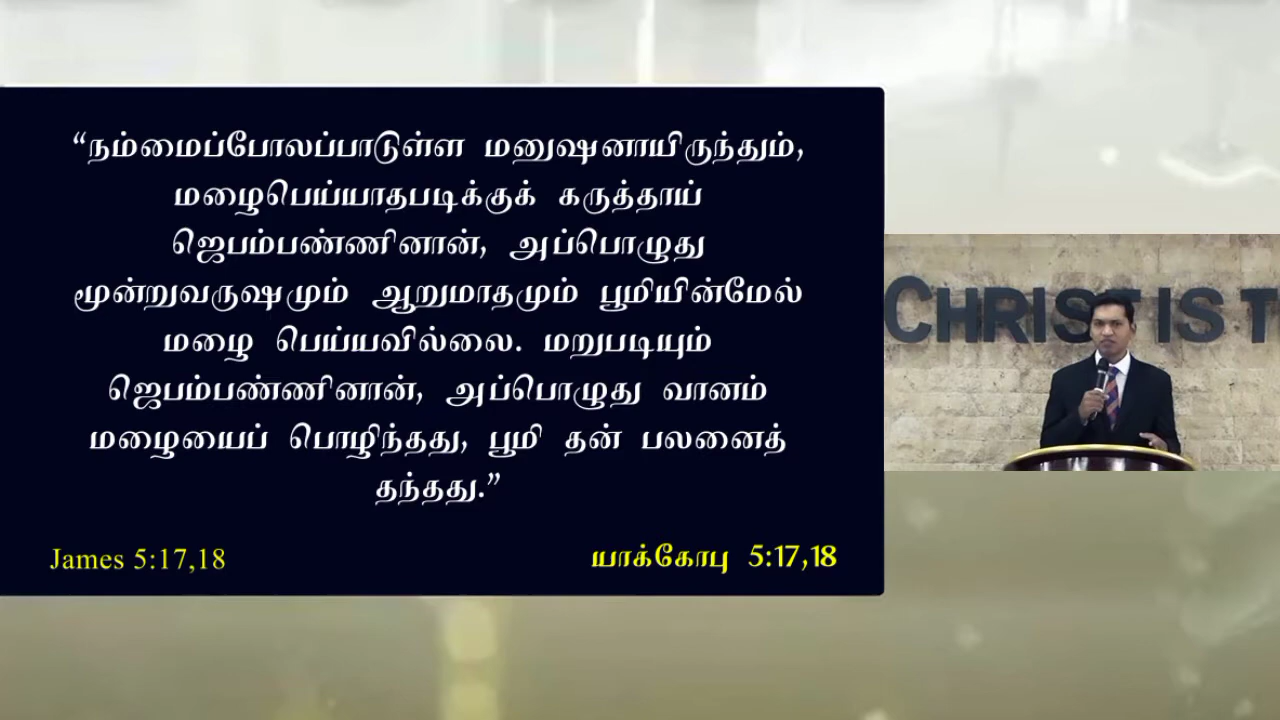 “நம்மைப்போலப்பாடுள்ள மனுஷனாயிருந்தும்,
மழைபெய்யாதபடிக்குக் கருத்தாய்
ஜெபம்பண்ணினான், அப்பொழுது
மூன்றுவருஷமும் ஆறுமாதமும் பூமியின்மேல்
மழை பெய்யவில்லை. மறுபடியும்
ஜெபம்பண்ணினான், அப்பொழுது வானம்
மழையைப் பொழிந்தது, பூமி தன் பலனைத்
தந்தது.”
James 5:17,18
யாக்கோபு 5:17,18
CHRIST IS T